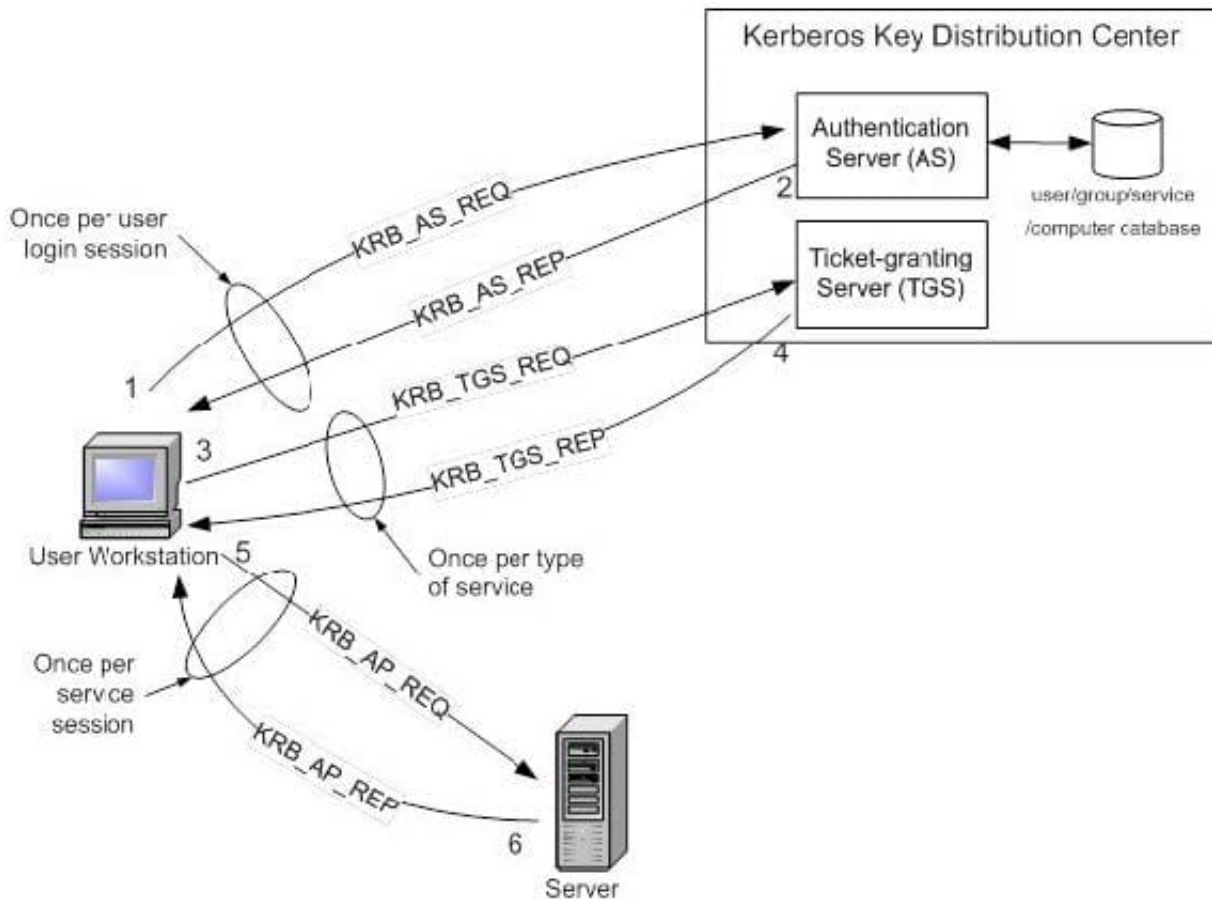 Kerberos Key Distribution Center
Authentication
Server (AS)
user/group/service
/computer catabase
Ticket-granting
Server (TGS)
2
4
Once per user
login session
KRB_AS_REQ
KRB_AS_REP
1
KRB_TGS_REQ
3
KRB_TGS_REP
User Workstation
5
Once per type
of service
Once per
service
session
KRB_AP_REQ
KRB_AP_REP
6
Server